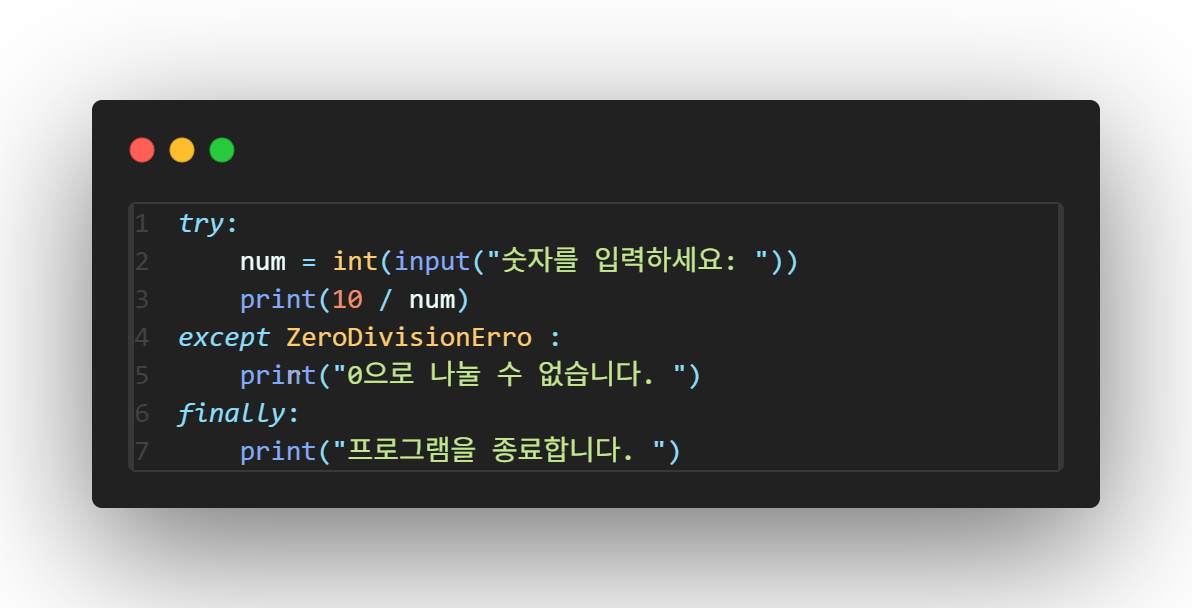 1 try:
2     num = int(input("숫자를 입력하세요: "))
3     print(10 / num)
4 except ZeroDivisionErro :
5     print("0으로 나눌 수 없습니다. ")
6 finally:
7     print("프로그램을 종료합니다. ")